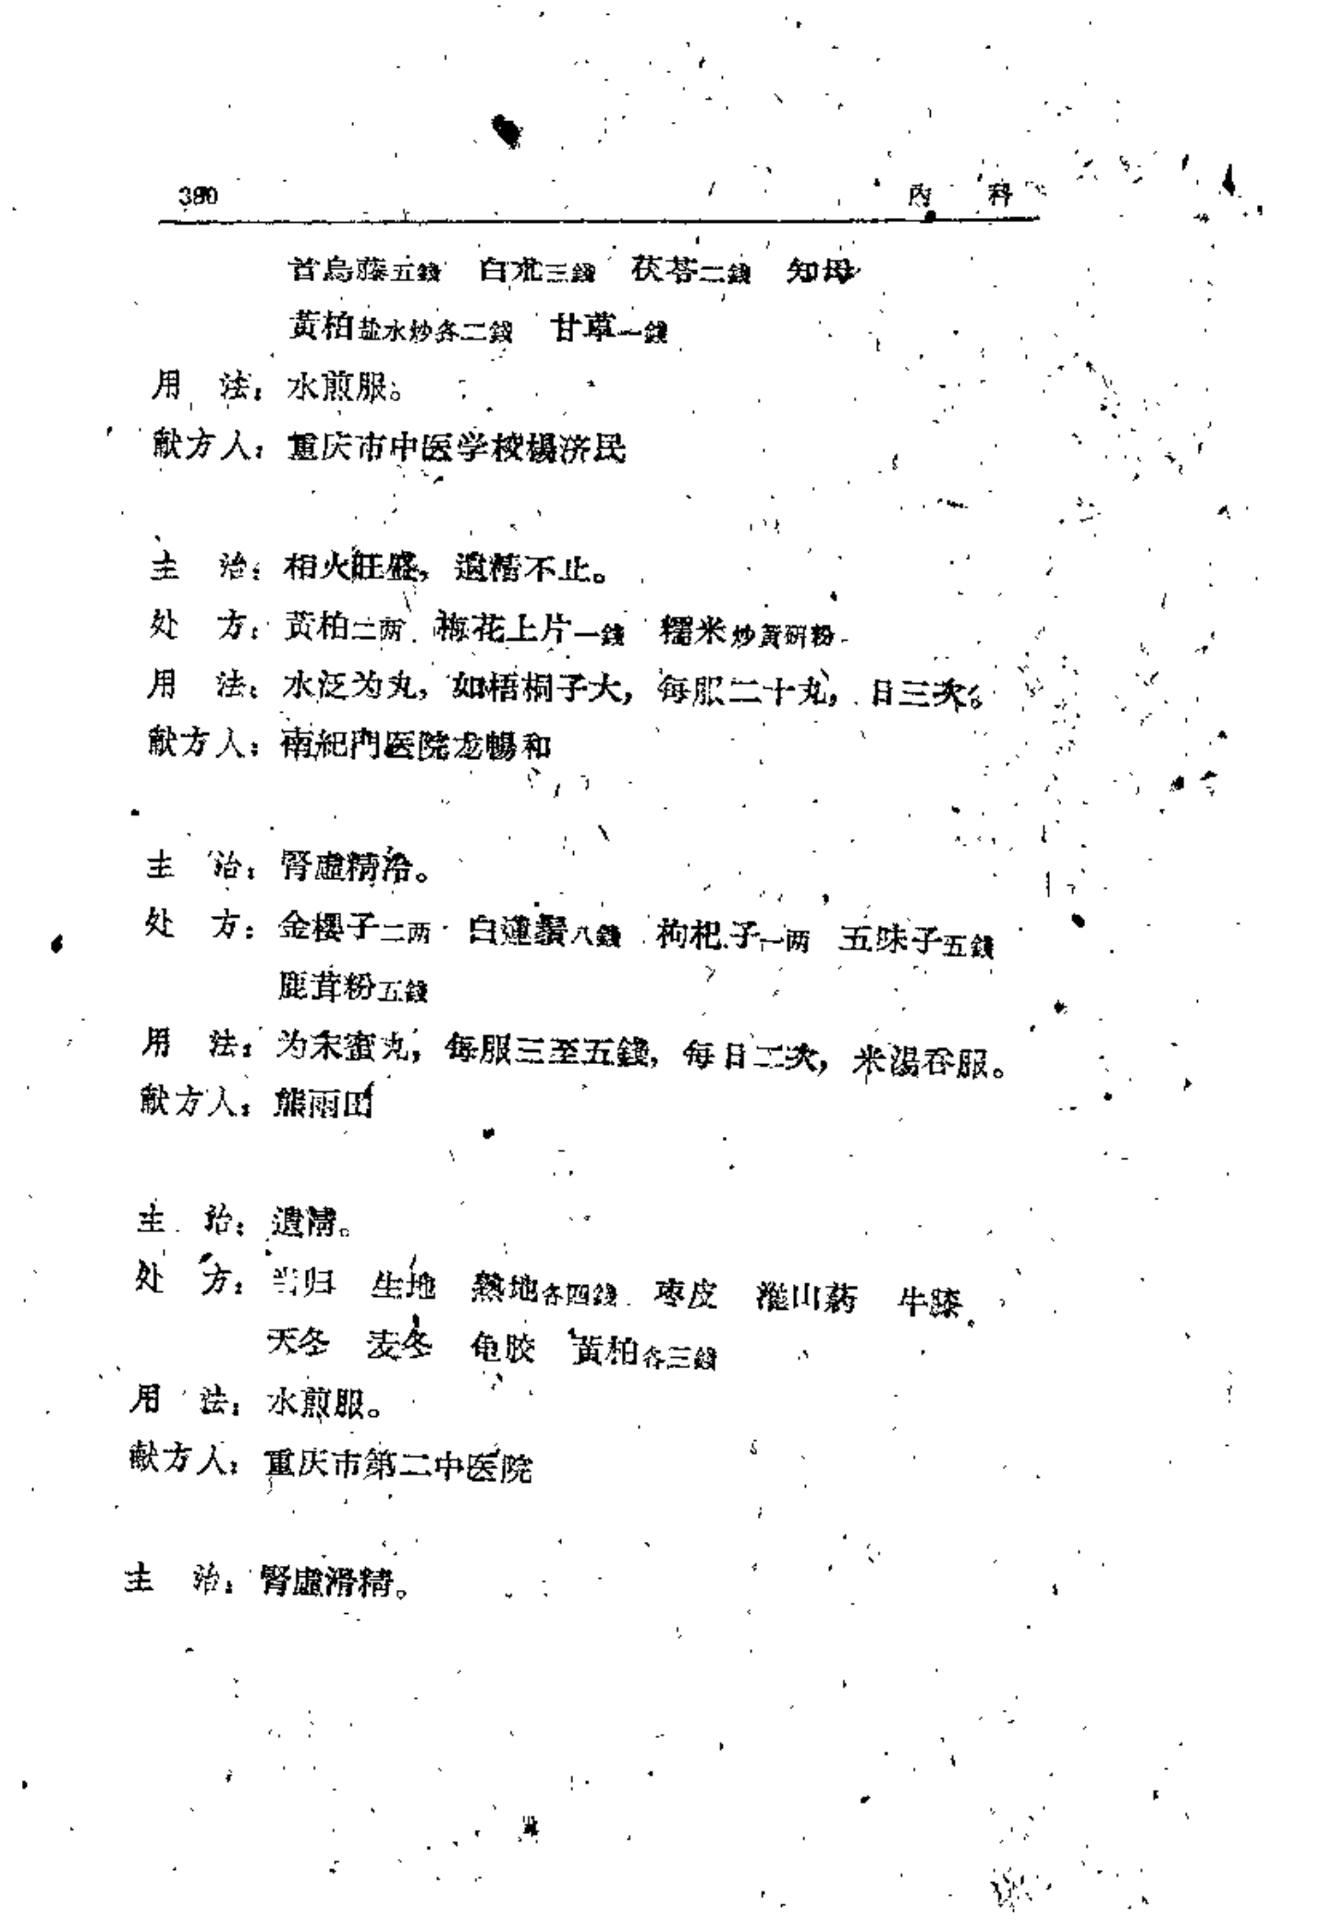 380 内 科
首烏藤五錢 白朮三錢 茯苓二錢 知母
黃柏盐水炒各二錢 甘草一錢
用 法：水煎服。
献方人：重庆市中医学校楊济民
主 治：相火旺盛，遺精不止。
处 方：黃柏二两 梅花上片一錢 糯米炒黃研粉
用 法：水泛为丸，如梧桐子大，每服二十丸，日三次。
献方人：南紀門医院龙暢和
主 治：腎虛精冷。
处 方：金櫻子二两 白蓮鬚八錢 枸杞子一两 五味子五錢
鹿茸粉五錢
用 法：为末蜜丸，每服三至五錢，每日二次，米湯吞服。
献方人：熊雨田
主 治：遺精。
处 方：当归 生地 熟地各四錢 枣皮 淮山葯 牛膝
天冬 麦冬 龟胶 黃柏各三錢
用 法：水煎服。
献方人：重庆市第二中医院
主 治：腎虛滑精。